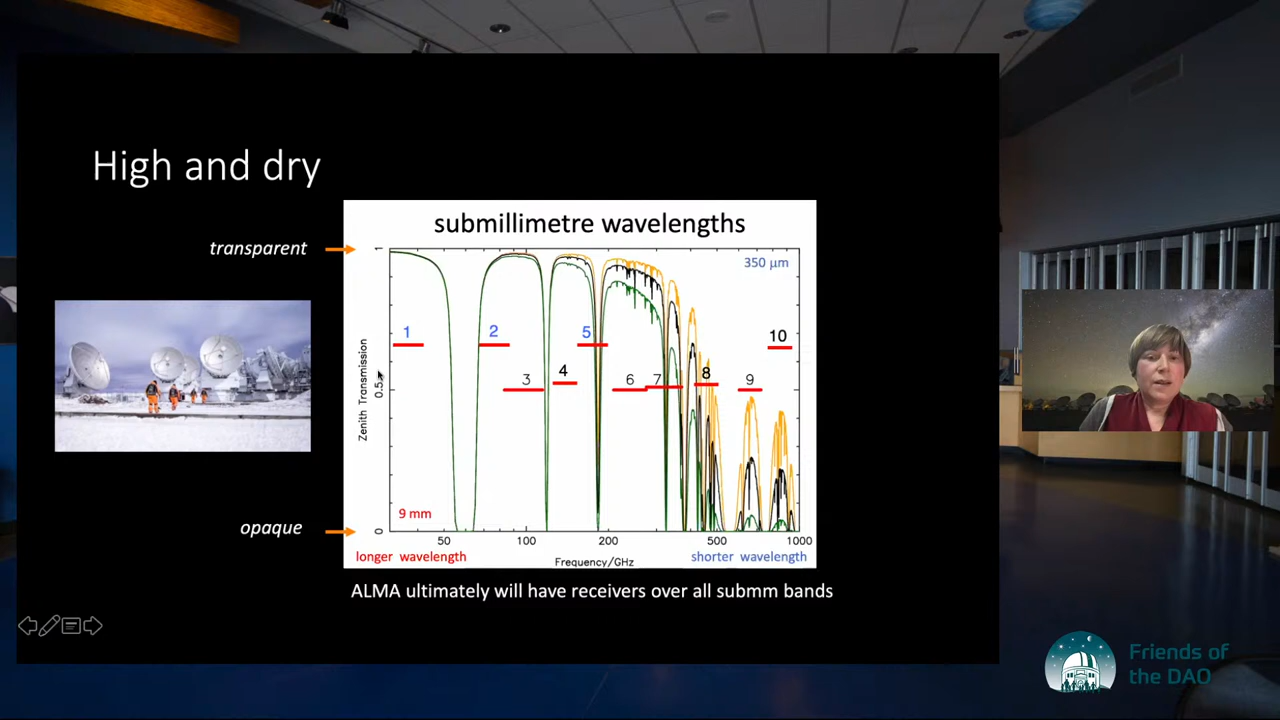 High and dry
submillimetre wavelengths
transparent
1
350 µm
1
2
5
10
3
4
6
7
8
9
Zenith Transmission
0.5
9 mm
opaque
0
50
100
200
500
1000
longer wavelength
Frequency/GHz
shorter wavelength
ALMA ultimately will have receivers over all submm bands
Friends of
the DAO